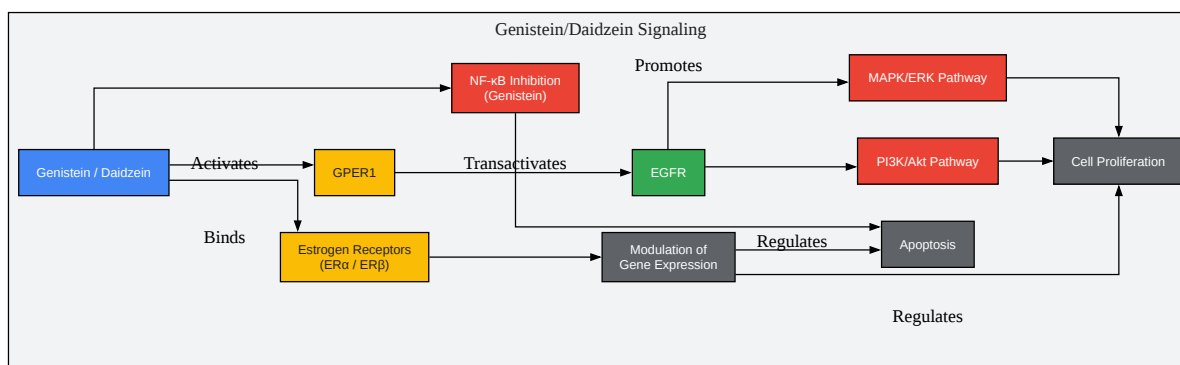 Genistein/Daidzein Signaling
Promotes
NF-κB Inhibition
(Genistein)
MAPK/ERK Pathway
Genistein / Daidzein
Activates
GPER1
Transactivates
EGFR
PI3K/Akt Pathway
Cell Proliferation
Binds
Estrogen Receptors
(ERα / ERβ)
Modulation of
Gene Expression
Regulates
Apoptosis
Regulates